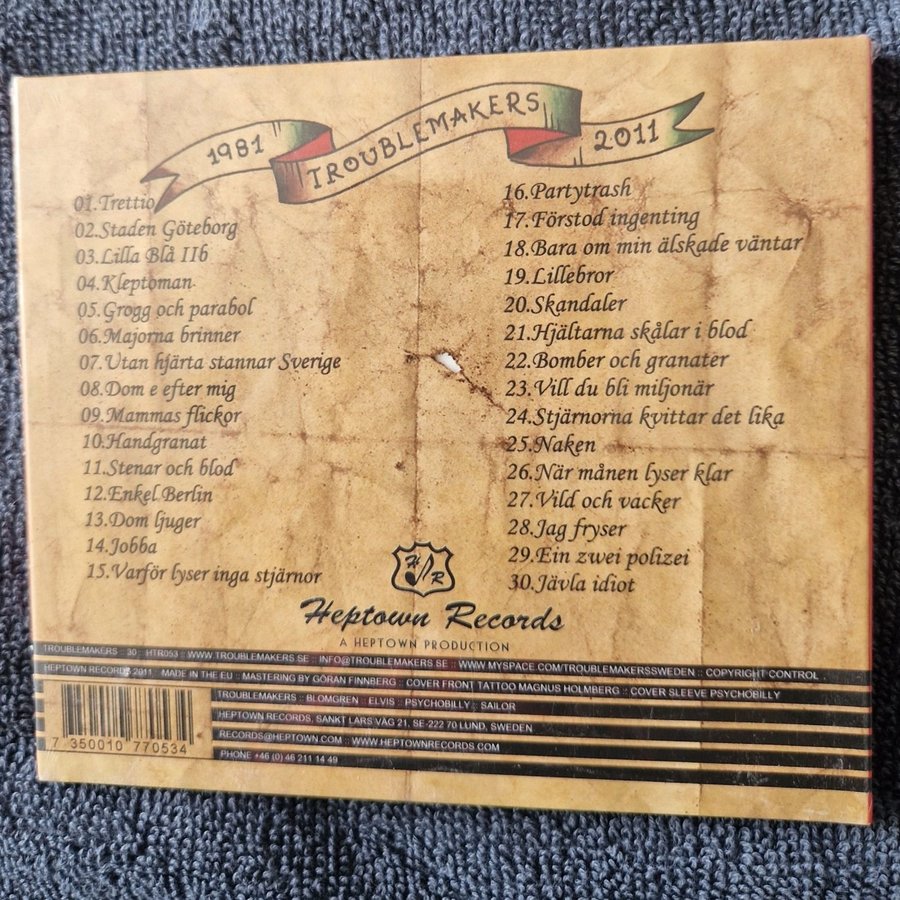 1981 TROUBLEMAKERS 2011
01.Trettio
02.Staden Göteborg
03.Lilla Blå IIb
04.Kleptoman
05.Grogg och parabol
06.Majorna brinner
07.Utan hjärta stannar Sverige
08.Dom e efter mig
09.Mammas flickor
10.Handgranat
11.Stenar och blod
12.Enkel Berlin
13.Dom ljuger
14.Jobba
15.Varför lyser inga stjärnor
16.Partytrash
17.Förstod ingenting
18.Bara om min älskade väntar
19.Lillebror
20.Skandaler
21.Hjältarna skålar i blod
22.Bomber och granater
23.Vill du bli miljonär
24.Stjärnorna kvittar det lika
25.Naken
26.När månen lyser klar
27.Vild och vacker
28.Jag fryser
29.Ein zwei polizei
30.Jävla idiot
H R
Heptown Records
A HEPTOWN PRODUCTION
TROUBLEMAKERS :: 30 :: HTR053 :: WWW.TROUBLEMAKERS.SE :: INFO@TROUBLEMAKERS.SE :: WWW.MYSPACE.COM/TROUBLEMAKERSSWEDEN :: COPYRIGHT CONTROL
HEPTOWN RECORDS 2011 :: MADE IN THE EU :: MASTERING BY GÖRAN FINNBERG :: COVER FRONT TATTOO MAGNUS HOLMBERG :: COVER SLEEVE PSYCHOBILLY
TROUBLEMAKERS :: BLOMGREN :: ELVIS :: PSYCHOBILLY :: SAILOR
HEPTOWN RECORDS, SANKT LARS VÄG 21, SE-222 70 LUND, SWEDEN
RECORDS@HEPTOWN.COM :: WWW.HEPTOWNRECORDS.COM
PHONE +46 (0) 46 211 14 49
7 350010 770534